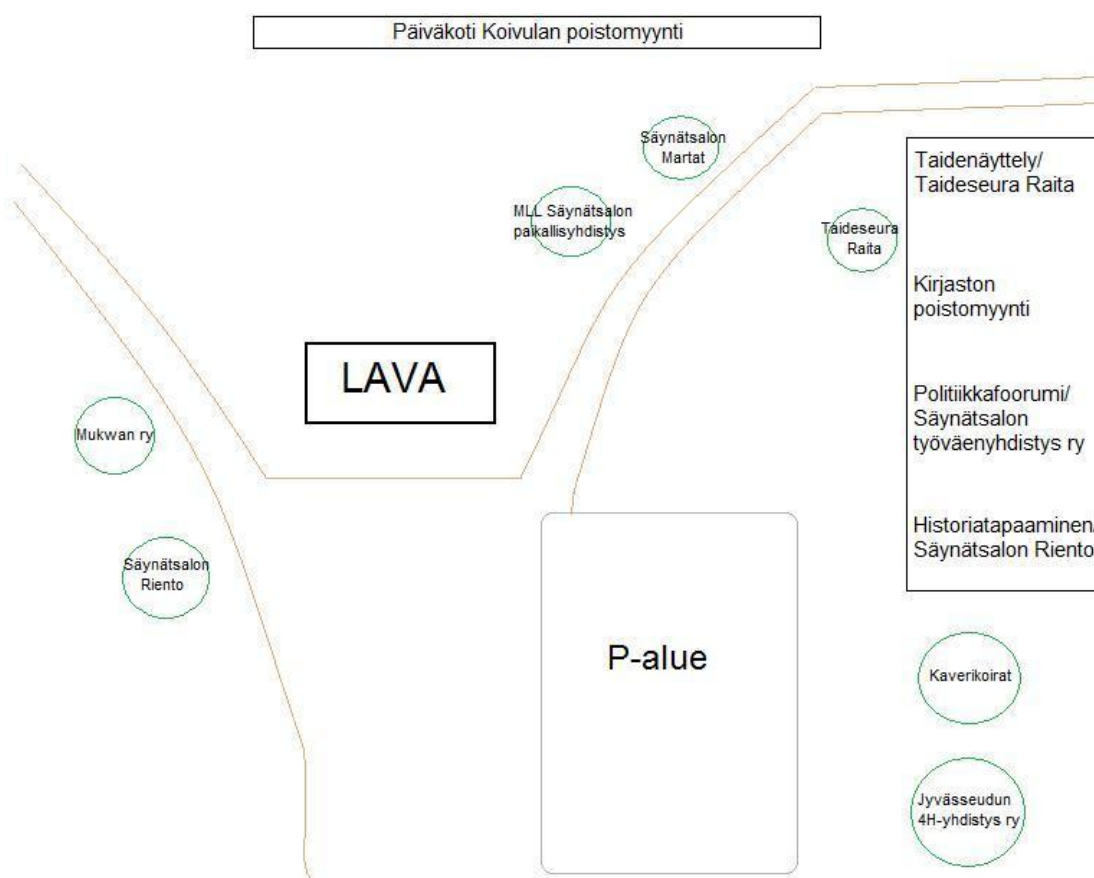 Päiväkoti Koivulan poistomyynti
Säynätsalon
Martat
MLL Säynätsalon
paikallisyhdistys
Taideseura
Raita
Taidenäyttely/
Taideseura Raita
Kirjaston
poistomyynti
LAVA
Politiikkafoorumi/
Säynätsalon
työväenyhdistys ry
Mukwan ry
Historiatapaaminen/
Säynätsalon Riento
Säynätsalon
Riento
P-alue
Kaverikoirat
Jyvässeudun
4H-yhdistys ry